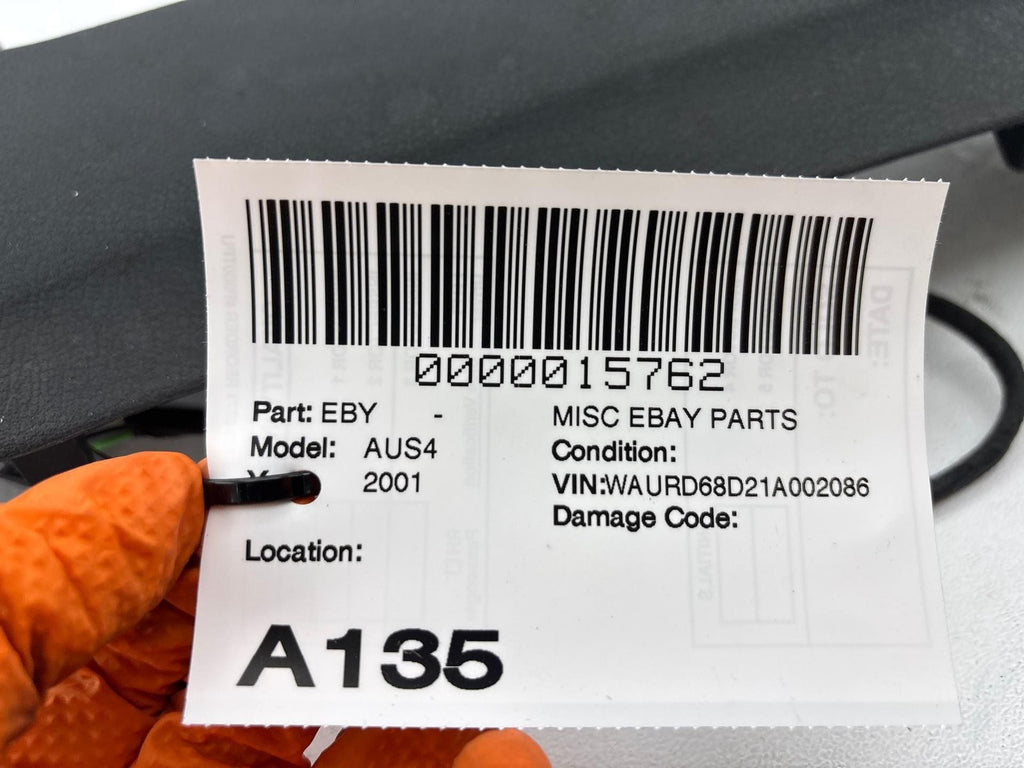 0000015762
Part: EBY - MISC EBAY PARTS
Model: AUS4 Condition:
2001 VIN:WAURD68D21A002086
Damage Code:
Location:
A135